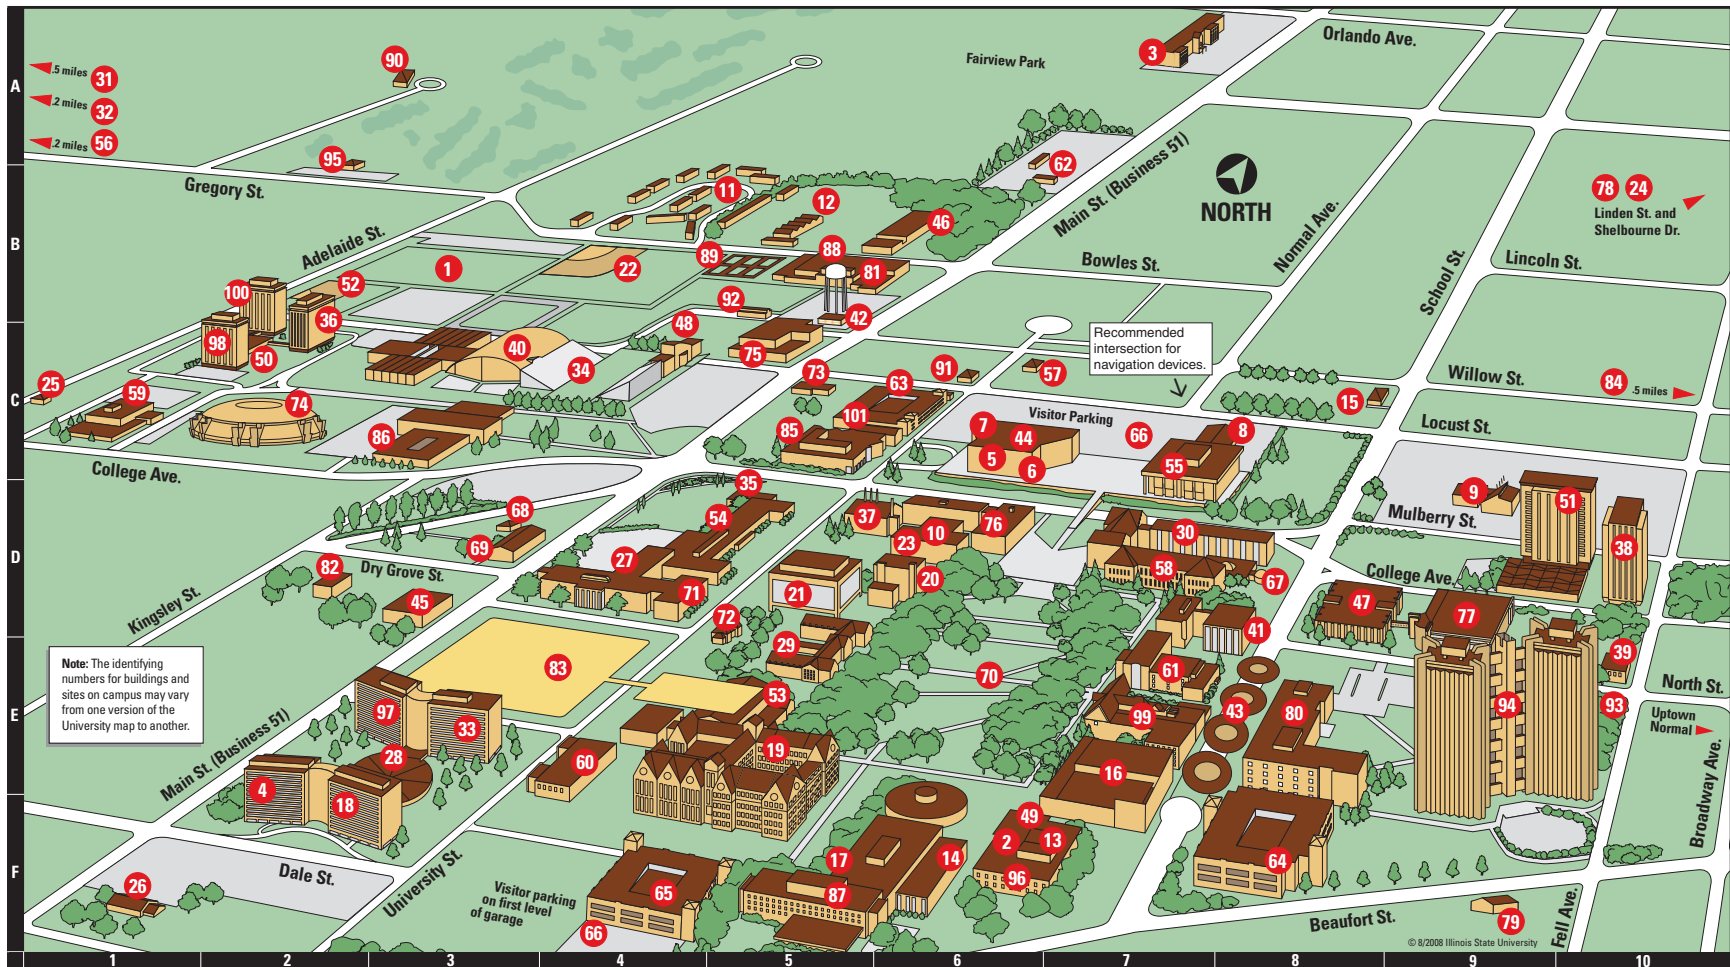 A
B
C
D
E
F
.5 miles 31
.2 miles 32
.2 miles 56
90
3
Orlando Ave.
Fairview Park
95
62
Gregory St.
Main St. (Business 51)
NORTH
78 24
Linden St. and
Shelbourne Dr.
11
12
46
Adelaide St.
Normal Ave.
School St.
Lincoln St.
Bowles St.
1
22
89
88
81
100
52
92
42
36
98
50
40
48
75
34
Recommended
intersection for
navigation devices.
25
59
74
73
63
91
57
Willow St.
84 .5 miles
15
101
Visitor Parking
7
44
66
8
Locust St.
86
85
5
6
55
College Ave.
35
68
54
37
10
76
9
51
Mulberry St.
69
27
23
30
38
82
Dry Grove St.
58
67
College Ave.
Kingsley St.
45
71
21
20
47
77
72
41
29
39
Note: The identifying
numbers for buildings and
sites on campus may vary
from one version of the
University map to another.
83
70
61
North St.
97
33
53
99
43
80
94
93
Uptown
Normal
Main St. (Business 51)
28
60
19
16
4
18
49
Broadway Ave.
2
13
17
14
64
Dale St.
University St.
26
65
87
96
Visitor parking
on first level
of garage
66
Beaufort St.
79
Fell Ave.
© 8/2008 Illinois State University
1
2
3
4
5
6
7
8
9
10